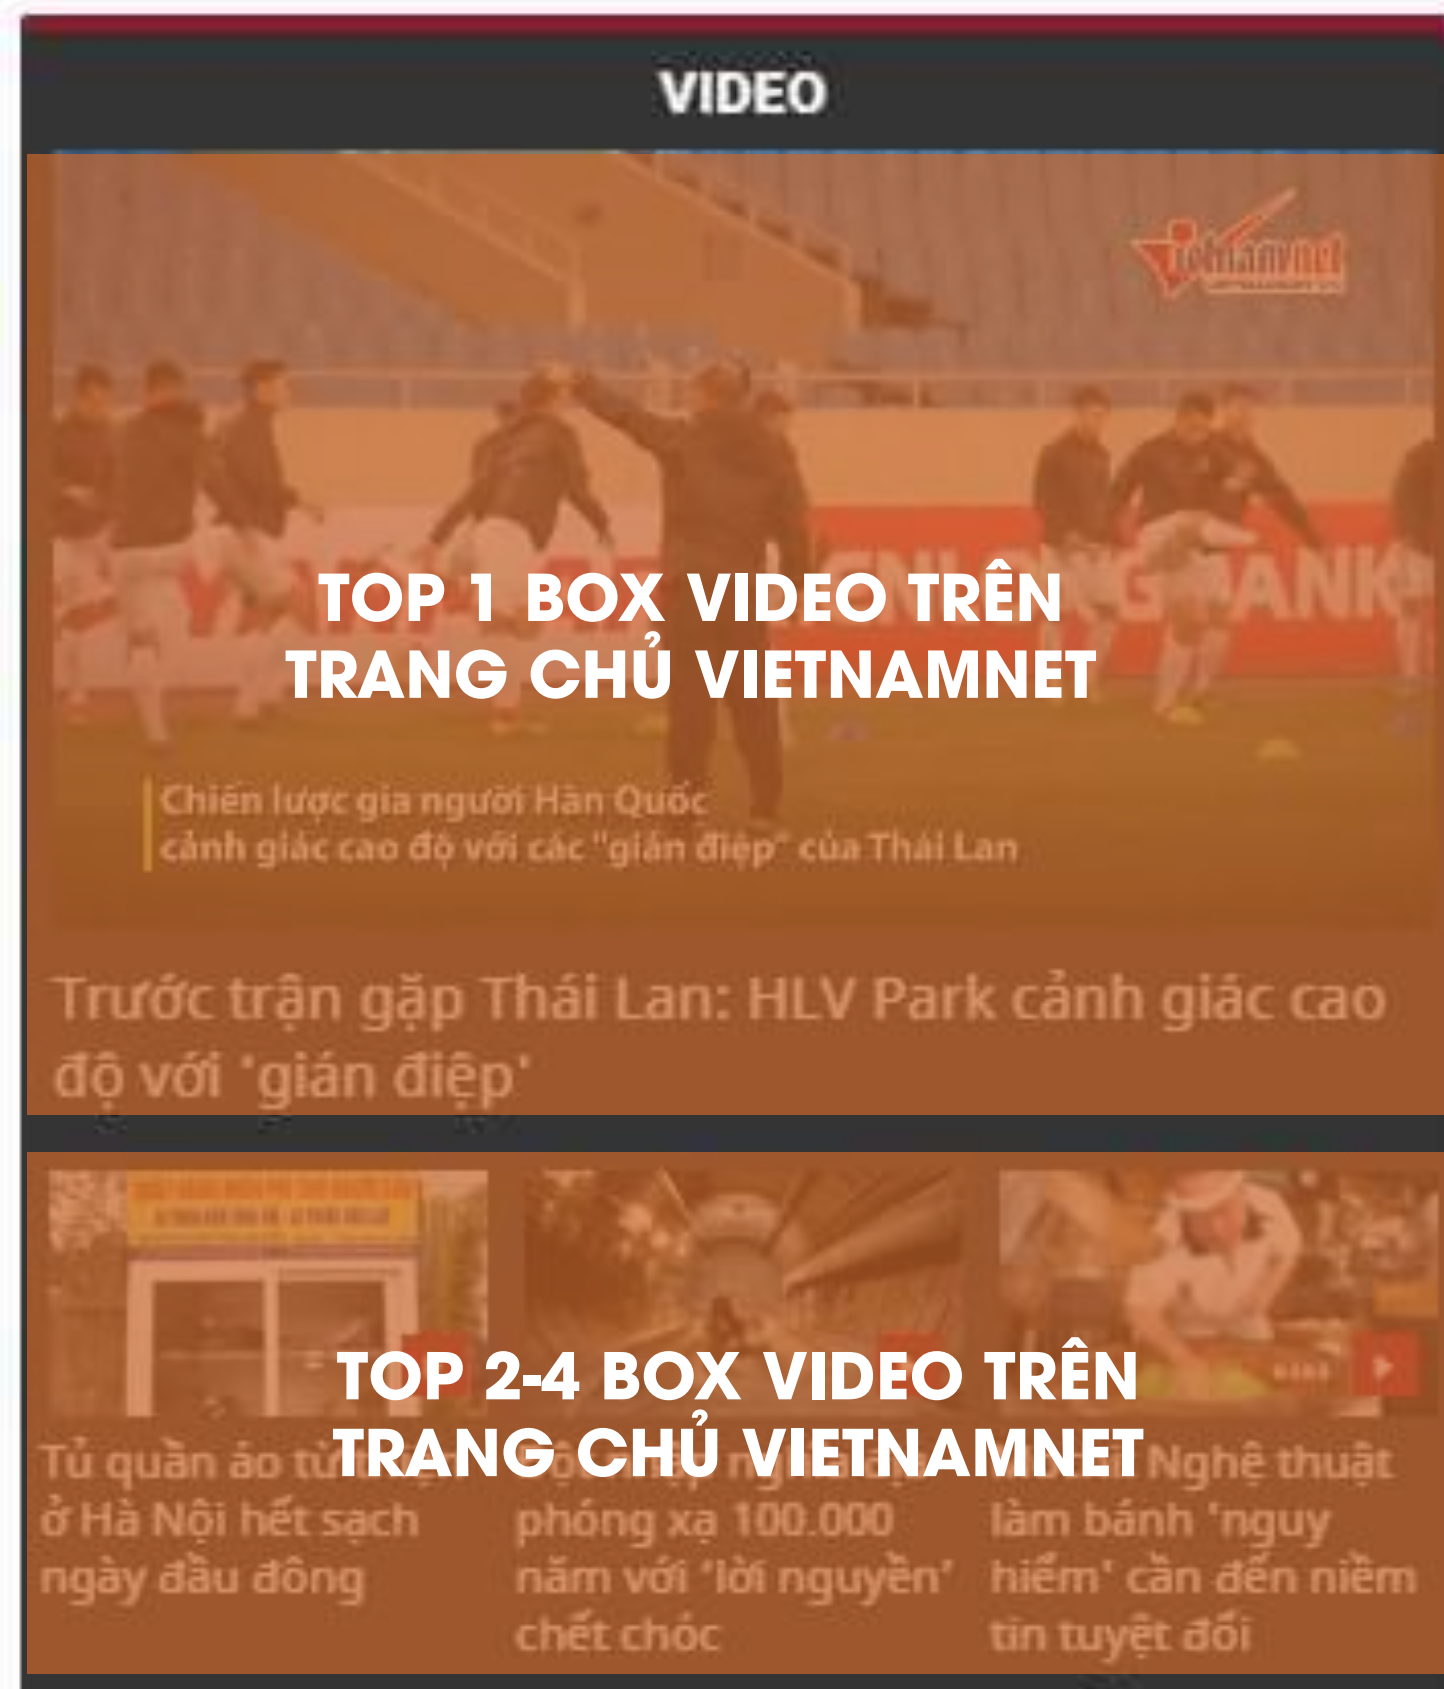 VIDEO
vietnamnet
ENLONG BANK
TOP 1 BOX VIDEO TRÊN
TRANG CHỦ VIETNAMNET
Chiến lược gia người Hàn Quốc
cảnh giác cao độ với các "gián điệp" của Thái Lan
Trước trận gặp Thái Lan: HLV Park cảnh giác cao
độ với 'gián điệp'
TOP 2-4 BOX VIDEO TRÊN
TRANG CHỦ VIETNAMNET
Tủ quần áo từ
ở Hà Nội hết sạch
ngày đầu đông
phóng xạ 100.000
năm với 'lời nguyền'
chết chóc
Nghệ thuật
làm bánh 'nguy
hiểm' cần đến niềm
tin tuyệt đối